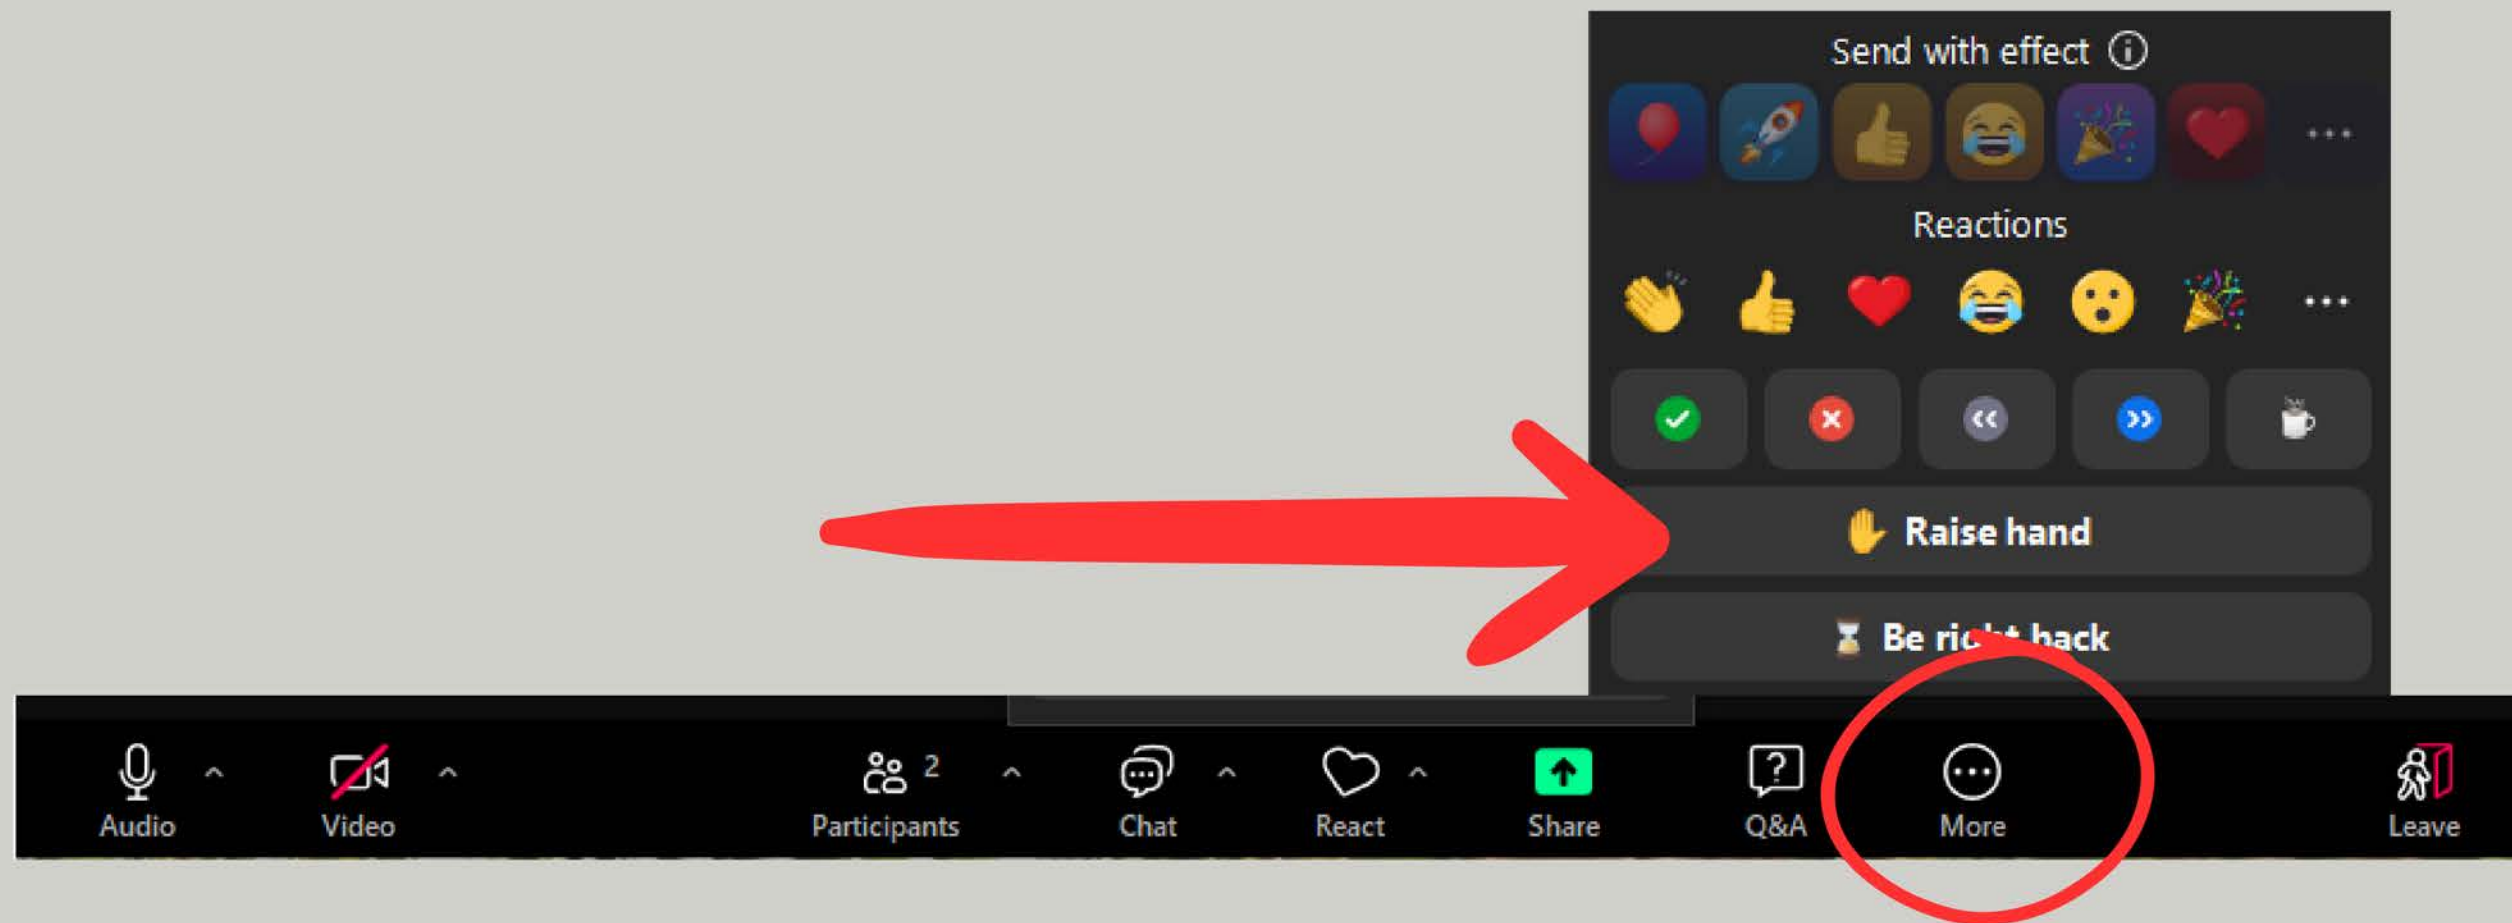 Send with effect
Reactions
Raise hand
Be right back
2
Audio
Video
Participants
Chat
React
Share
Q&A
More
Leave